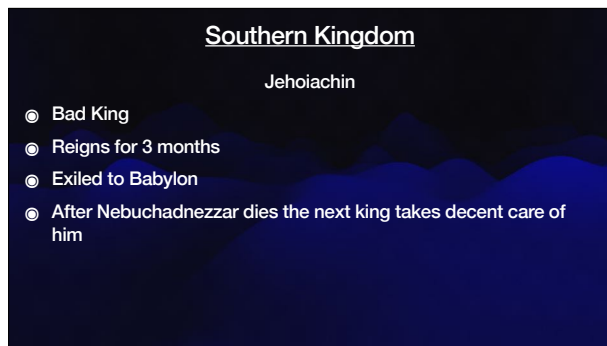 Southern Kingdom
Jehoiachin
◉ Bad King
◉ Reigns for 3 months
◉ Exiled to Babylon
◉ After Nebuchadnezzar dies the next king takes decent care of
him